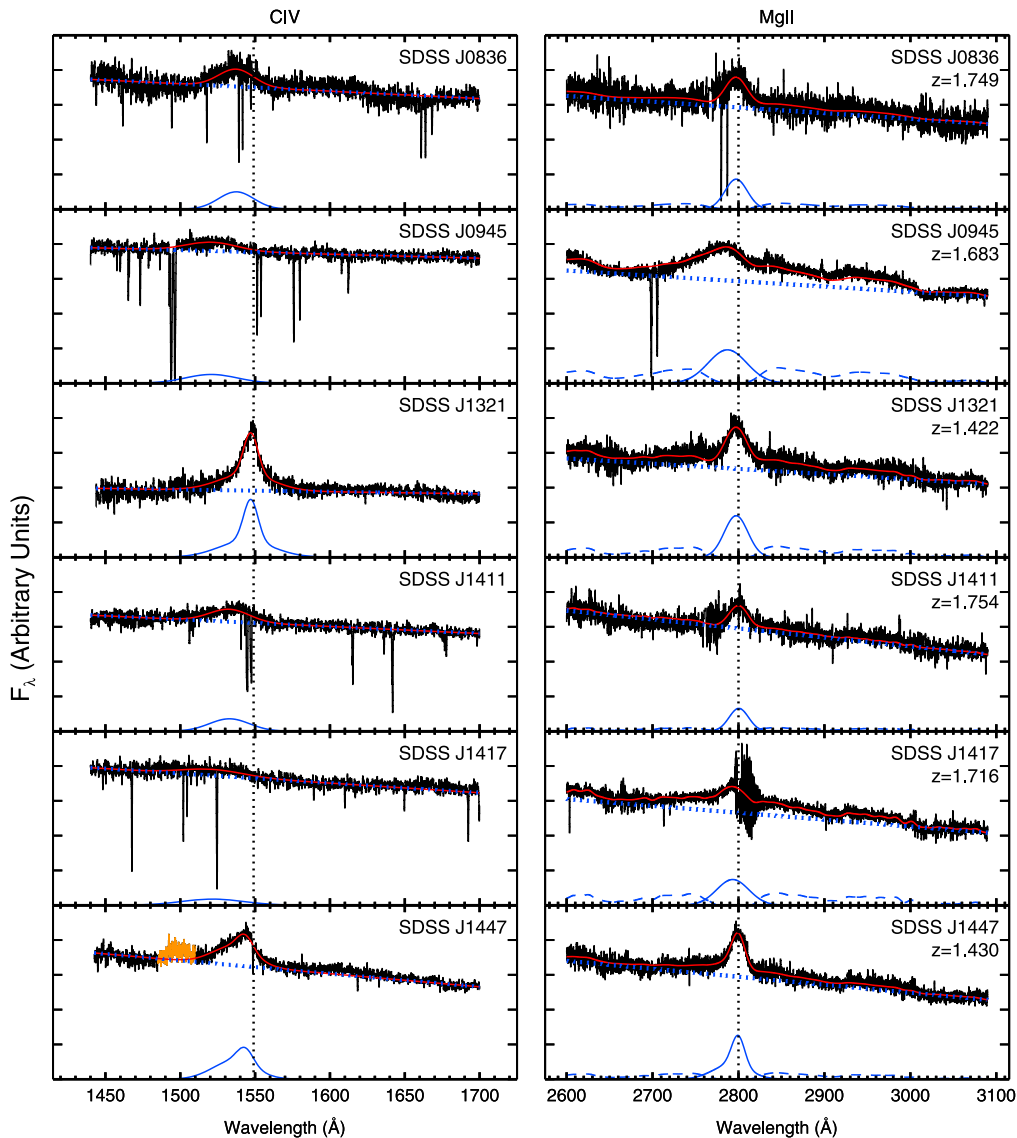 CIV
MgII
SDSS J0836
SDSS J0836
z=1.749
SDSS J0945
SDSS J0945
z=1.683
SDSS J1321
SDSS J1321
z=1.422
SDSS J1411
SDSS J1411
z=1.754
SDSS J1417
SDSS J1417
z=1.716
SDSS J1447
SDSS J1447
z=1.430
Fλ (Arbitrary Units)
1450 1500 1550 1600 1650 1700
2600 2700 2800 2900 3000 3100
Wavelength (Å)
Wavelength (Å)